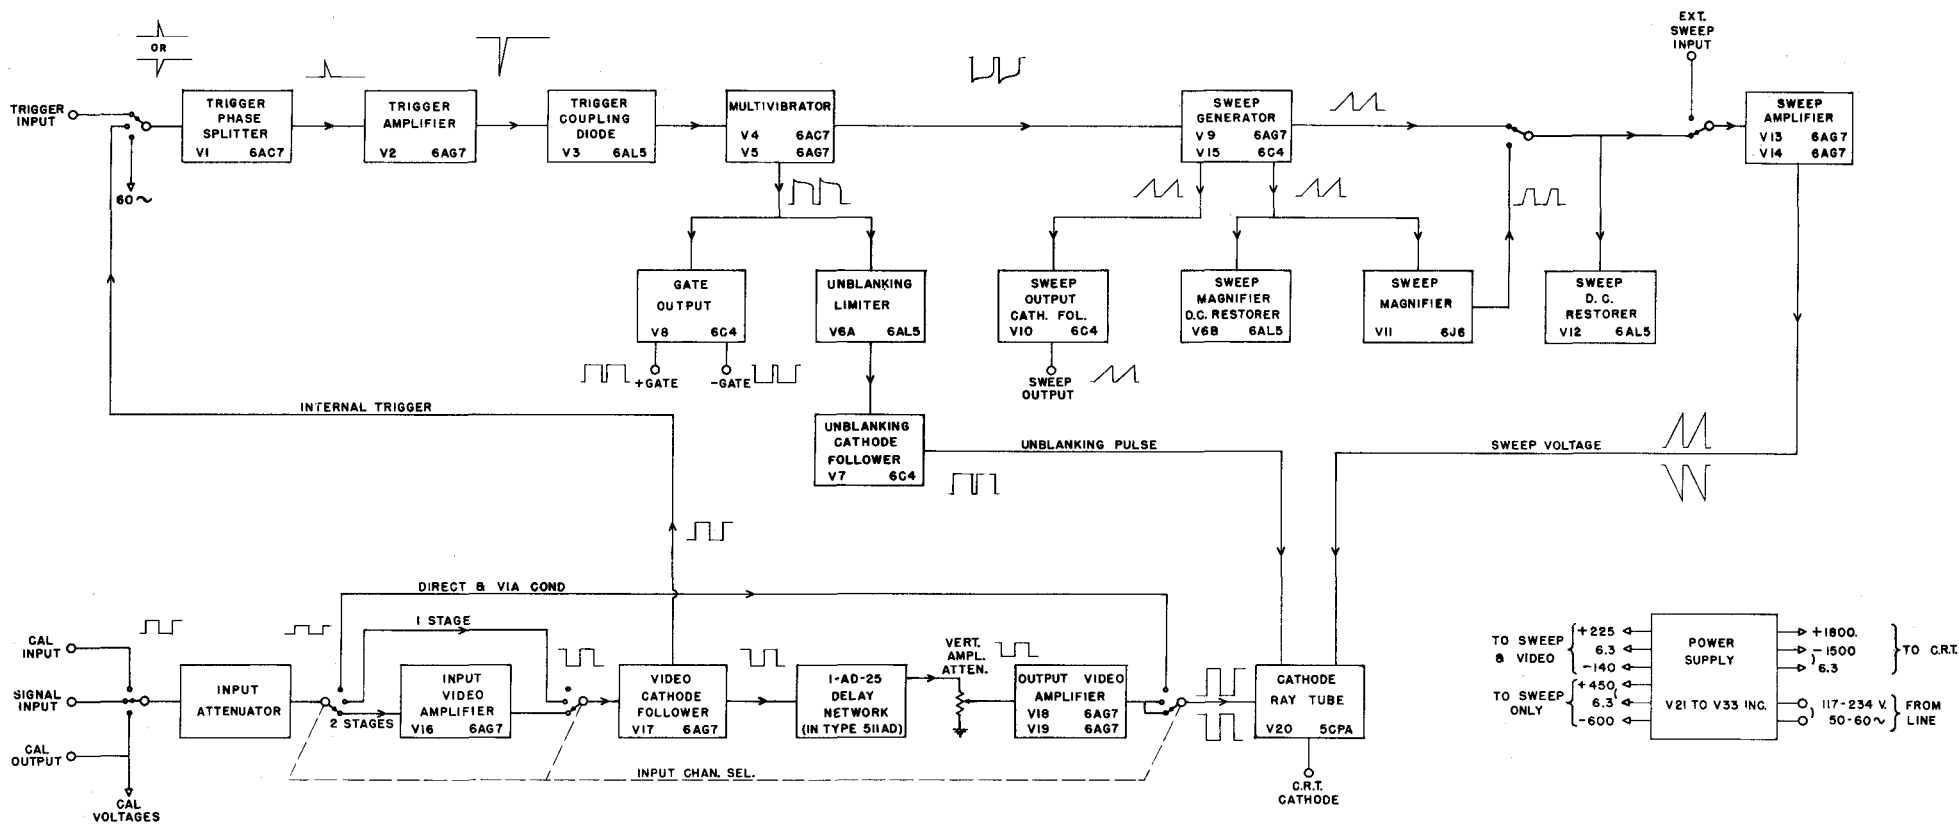 TRIGGER
INPUT
OR
60~
TRIGGER
PHASE
SPLITTER
V1 6AC7
TRIGGER
AMPLIFIER
V2 6AG7
TRIGGER
COUPLING
DIODE
V3 6AL5
MULTIVIBRATOR
V4 6AC7
V5 6AG7
SWEEP
GENERATOR
V9 6AG7
V15 6C4
EXT.
SWEEP
INPUT
SWEEP
AMPLIFIER
V13 6AG7
V14 6AG7
GATE
OUTPUT
V8 6C4
+GATE
-GATE
UNBLANKING
LIMITER
V6A 6AL5
SWEEP
OUTPUT
CATH. FOL.
V10 6C4
SWEEP
OUTPUT
SWEEP
MAGNIFIER
D.C. RESTORER
V6B 6AL5
SWEEP
MAGNIFIER
V11 6J6
SWEEP
D.C.
RESTORER
V12 6AL5
INTERNAL TRIGGER
UNBLANKING
CATHODE
FOLLOWER
V7 6C4
UNBLANKING PULSE
SWEEP VOLTAGE
DIRECT & VIA COND
1 STAGE
2 STAGES
CAL
INPUT
SIGNAL
INPUT
CAL
OUTPUT
CAL
VOLTAGES
INPUT
ATTENUATOR
INPUT
VIDEO
AMPLIFIER
V16 6AG7
VIDEO
CATHODE
FOLLOWER
V17 6AG7
1-AD-25
DELAY
NETWORK
(IN TYPE 511AD)
VERT.
AMPL.
ATTEN.
OUTPUT VIDEO
AMPLIFIER
V18 6AG7
V19 6AG7
CATHODE
RAY TUBE
V20 5CPA
C.R.T.
CATHODE
INPUT CHAN. SEL.
TO SWEEP
& VIDEO
+225
6.3
-140
TO SWEEP
ONLY
+450
6.3
-600
POWER
SUPPLY
V21 TO V33 INC.
+1800.
-1500
6.3
TO C.R.T.
117-234 V.
50-60~
FROM
LINE